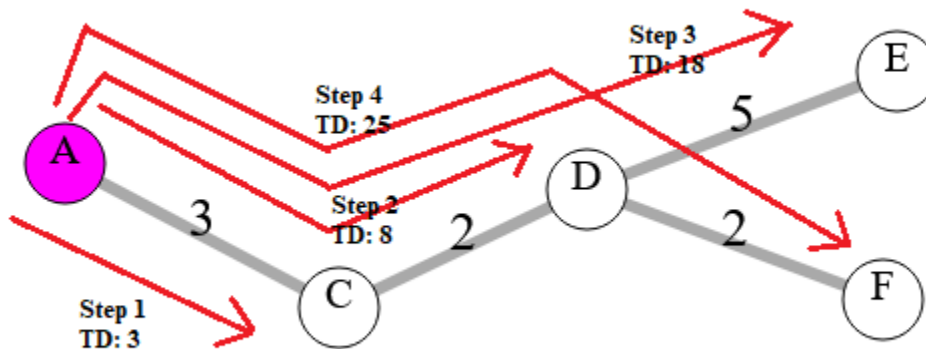 Step 3
TD: 18
E
Step 4
TD: 25
5
A
D
3
Step 2
TD: 8
2
2
C
F
Step 1
TD: 3